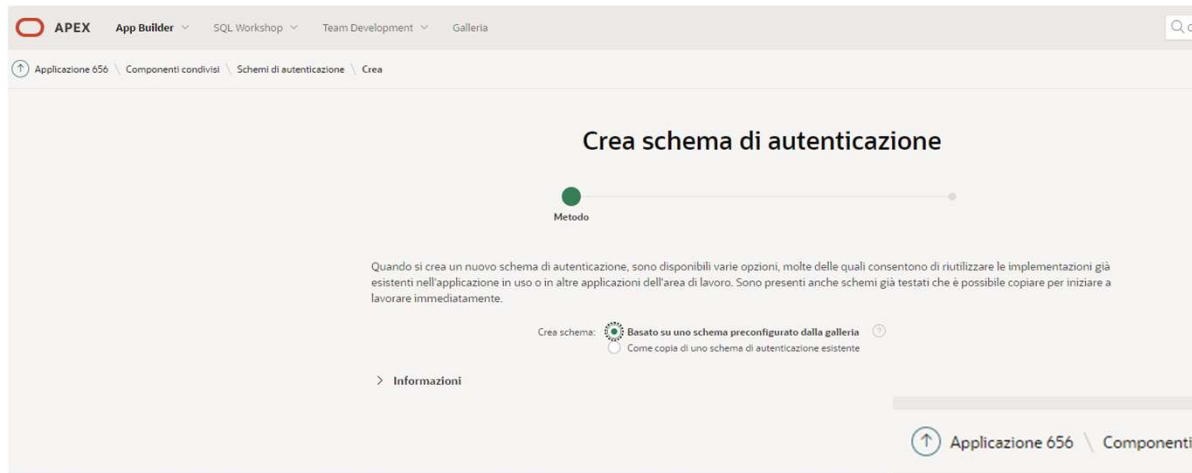 APEX App Builder SQL Workshop Team Development Galleria
Applicazione 656 \ Componenti condivisi \ Schemi di autenticazione \ Crea
Crea schema di autenticazione
Metodo
Quando si crea un nuovo schema di autenticazione, sono disponibili varie opzioni, molte delle quali consentono di riutilizzare le implementazioni già
esistenti nell'applicazione in uso o in altre applicazioni dell'area di lavoro. Sono presenti anche schemi già testati che è possibile copiare per iniziare a
lavorare immediatamente.
Crea schema: Basato su uno schema preconfigurato dalla galleria ?
Come copia di uno schema di autenticazione esistente
> Informazioni
Applicazione 656 \ Componenti